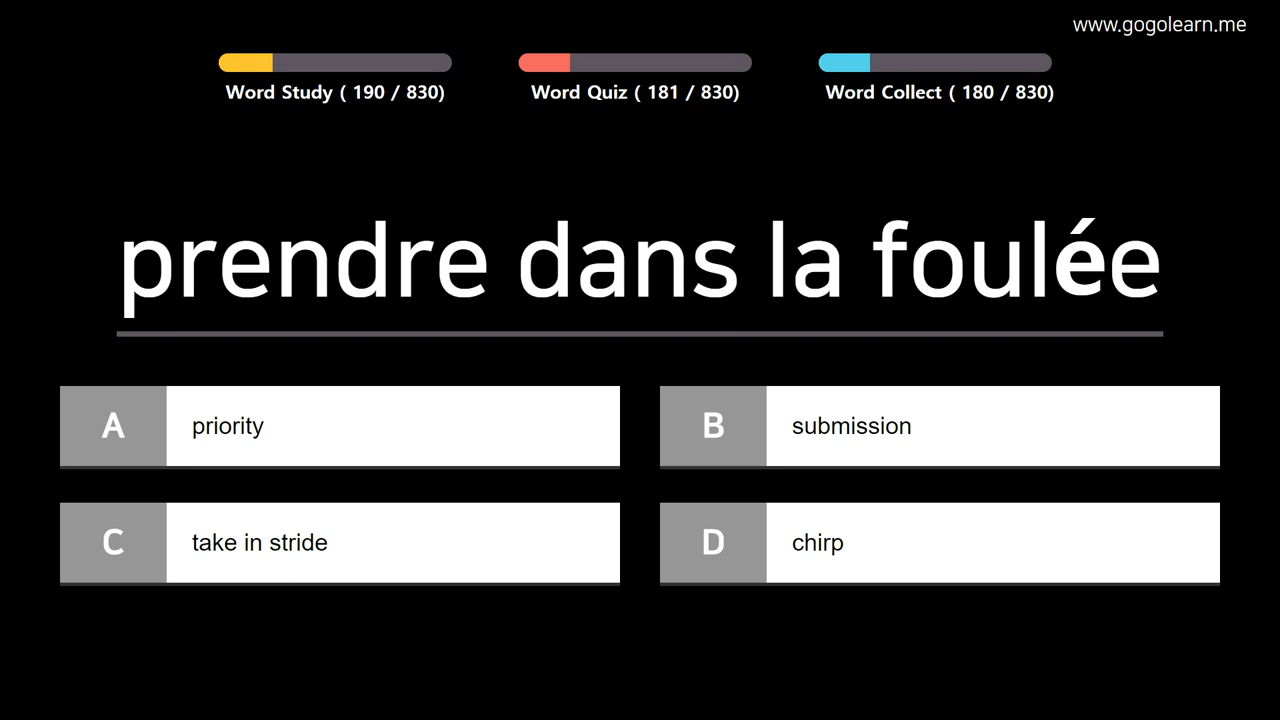 www.gogolearn.me
Word Study ( 190 / 830)
Word Quiz ( 181 / 830)
Word Collect ( 180 / 830)
prendre dans la foulée
A priority
B submission
C take in stride
D chirp